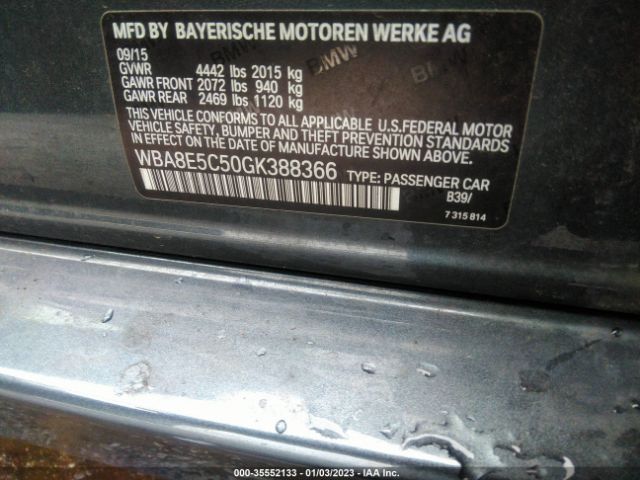 MFD BY BAYERISCHE MOTOREN WERKE AG
09/15
GVWR 4442 lbs 2015 kg
GAWR FRONT 2072 lbs 940 kg
GAWR REAR 2469 lbs 1120 kg
THIS VEHICLE CONFORMS TO ALL APPLICABLE U.S.FEDERAL MOTOR
VEHICLE SAFETY, BUMPER AND THEFT PREVENTION STANDARDS
IN EFFECT ON THE DATE OF MANUFACTURE SHOWN ABOVE.
WBA8E5C50GK388366 TYPE: PASSENGER CAR
B39/
7 315 814
BMW
BMW
000-35552133 - 01/03/2023 - IAA Inc.